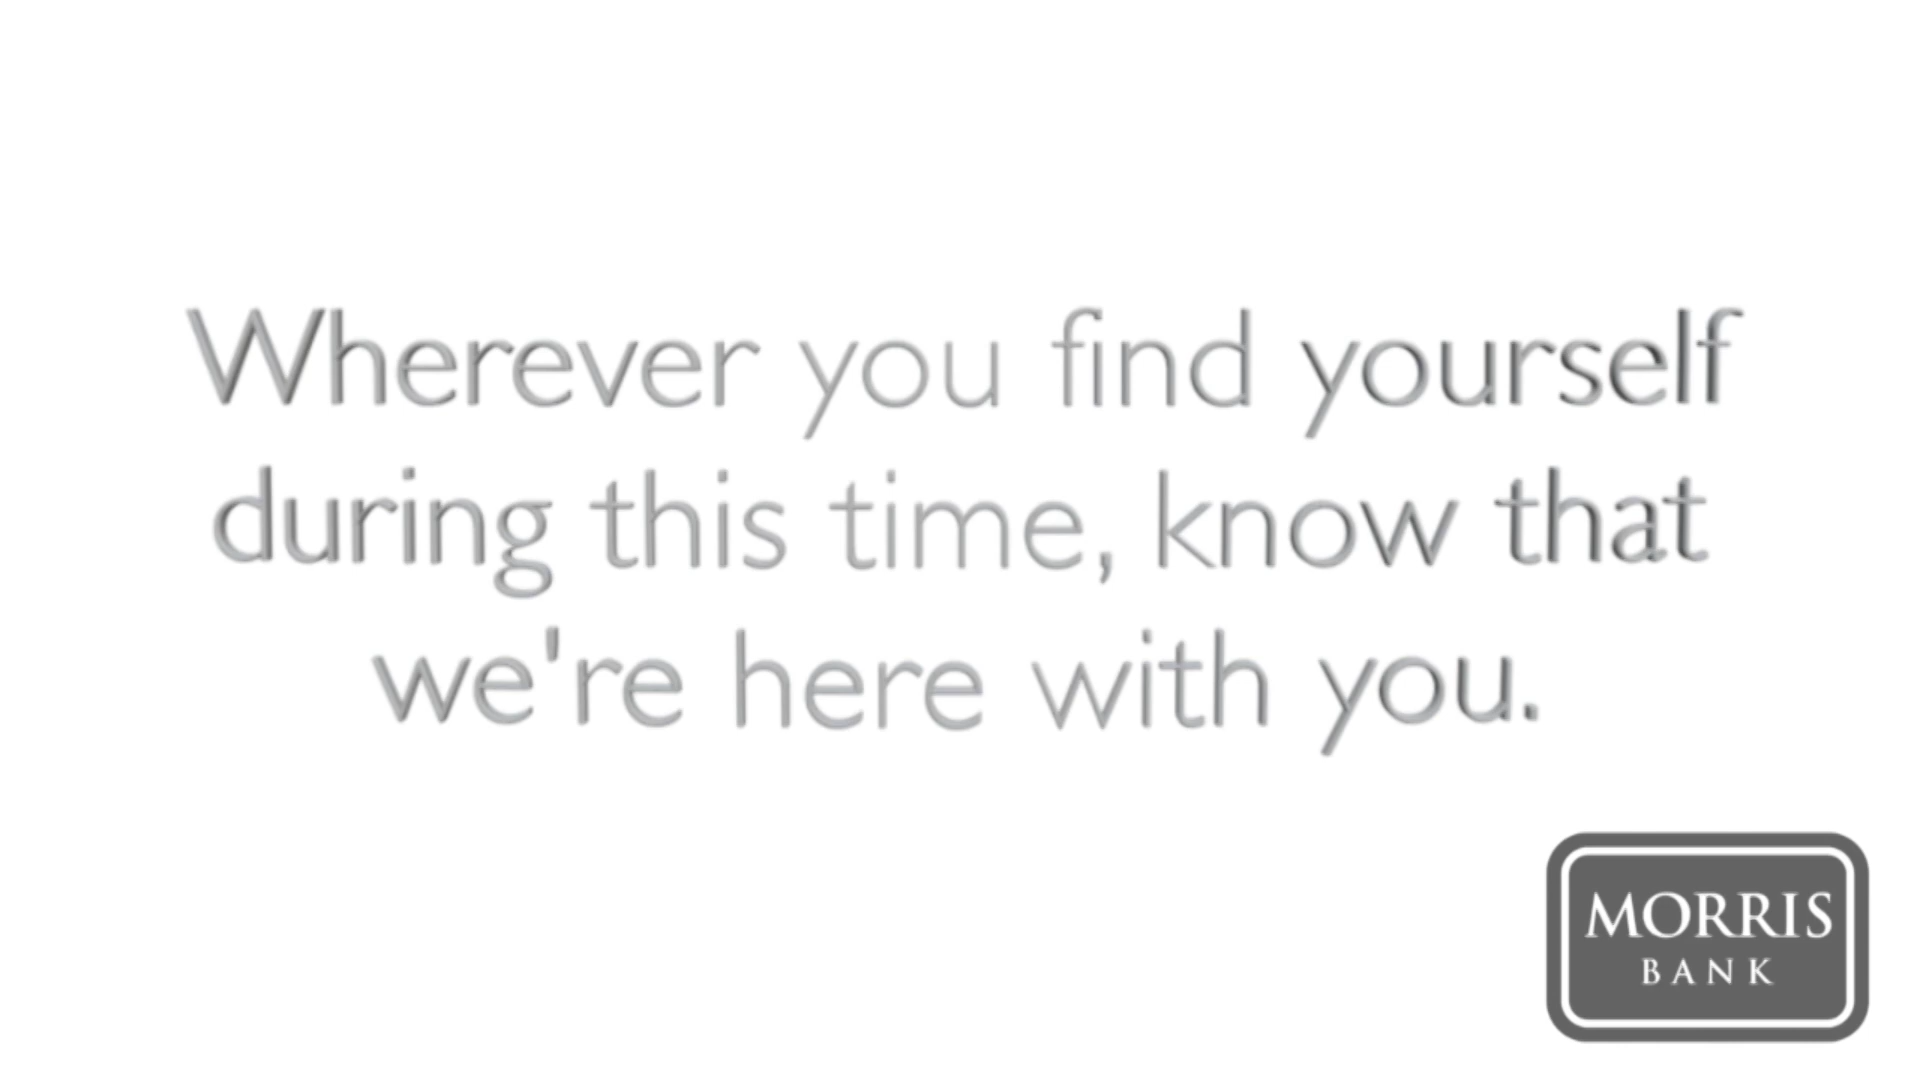 Wherever you find yourself
during this time, know that
we're here with you.
MORRIS
BANK